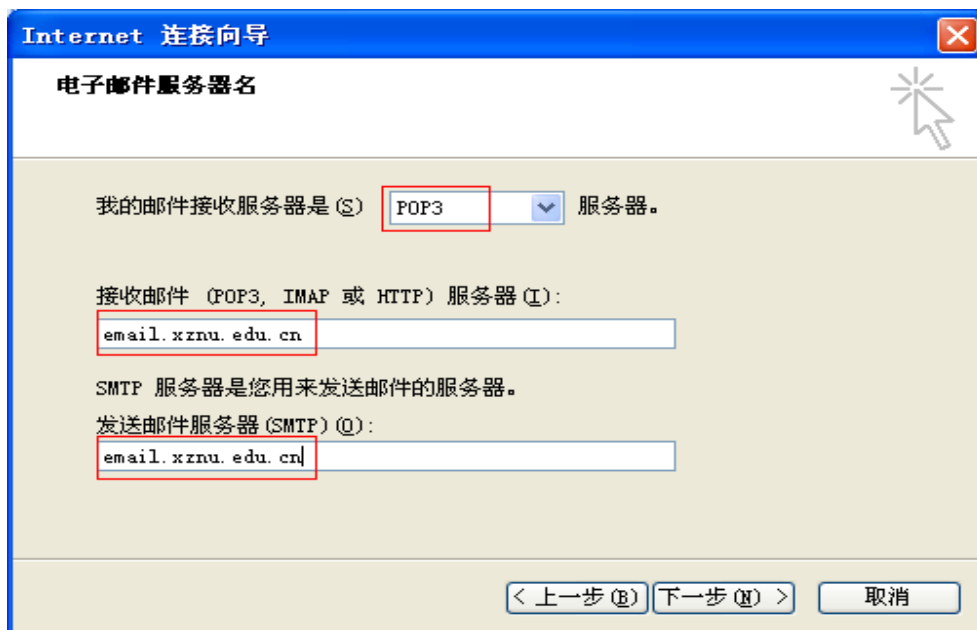 Internet 连接向导
电子邮件服务器名
我的邮件接收服务器是(S) POP3 服务器。
接收邮件 (POP3, IMAP 或 HTTP) 服务器(I):
email.xznu.edu.cn
SMTP 服务器是您用来发送邮件的服务器。
发送邮件服务器(SMTP)(O):
email.xznu.edu.cn
< 上一步(B) 下一步(N) > 取消